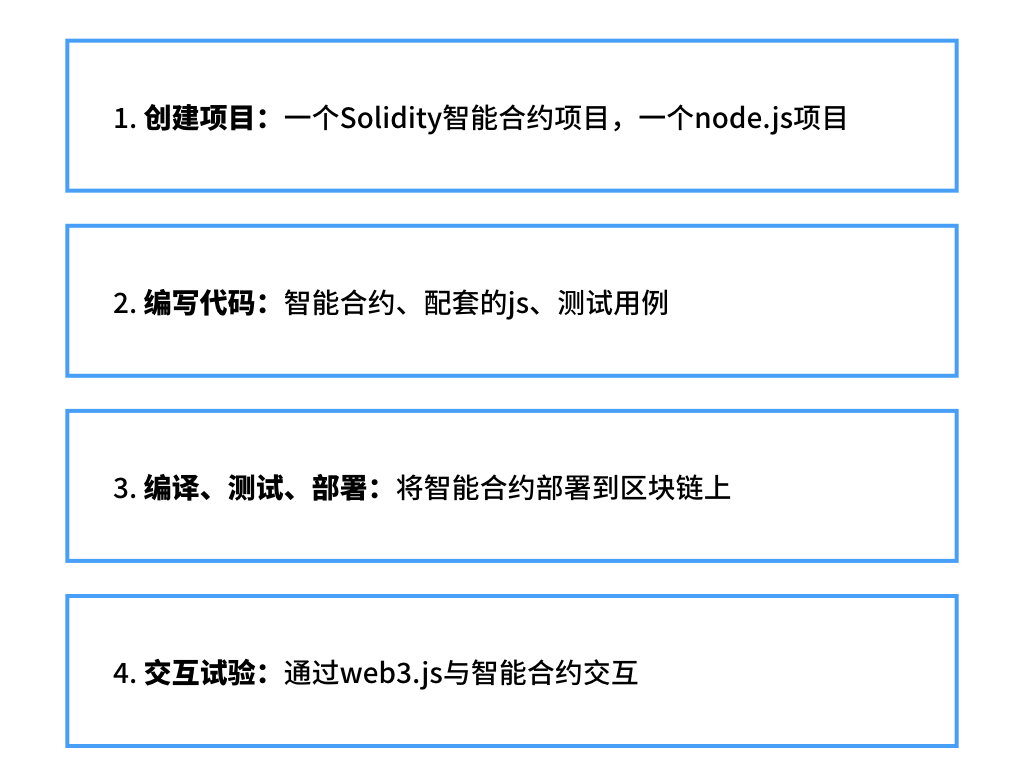 1. 创建项目：一个Solidity智能合约项目，一个node.js项目
2. 编写代码：智能合约、配套的js、测试用例
3. 编译、测试、部署：将智能合约部署到区块链上
4. 交互试验：通过web3.js与智能合约交互